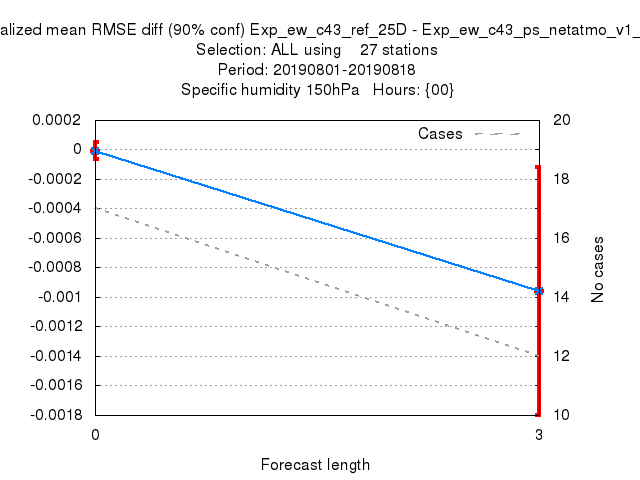 alized mean RMSE diff (90% conf) Exp_ew_c43_ref_25D - Exp_ew_c43_ps_netatmo_v1_
Selection: ALL using 27 stations
Period: 20190801-20190818
Specific humidity 150hPa Hours: {00}
Cases
0.0002
0
-0.0002
-0.0004
-0.0006
-0.0008
-0.001
-0.0012
-0.0014
-0.0016
-0.0018
20
18
16
14
12
10
No cases
0 3
Forecast length